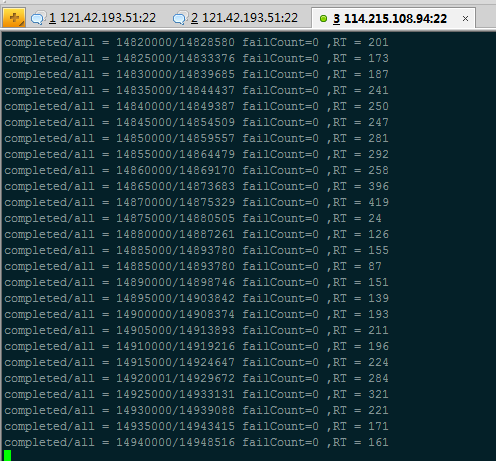 1 121.42.193.51:22 2 121.42.193.51:22 3 114.215.108.94:22 ×
completed/all = 14820000/14828580 failCount=0 ,RT = 201
completed/all = 14825000/14833376 failCount=0 ,RT = 173
completed/all = 14830000/14839685 failCount=0 ,RT = 187
completed/all = 14835000/14844437 failCount=0 ,RT = 241
completed/all = 14840000/14849387 failCount=0 ,RT = 250
completed/all = 14845000/14854509 failCount=0 ,RT = 247
completed/all = 14850000/14859557 failCount=0 ,RT = 281
completed/all = 14855000/14864479 failCount=0 ,RT = 292
completed/all = 14860000/14869170 failCount=0 ,RT = 258
completed/all = 14865000/14873683 failCount=0 ,RT = 396
completed/all = 14870000/14875329 failCount=0 ,RT = 419
completed/all = 14875000/14880505 failCount=0 ,RT = 24
completed/all = 14880000/14887261 failCount=0 ,RT = 126
completed/all = 14885000/14893780 failCount=0 ,RT = 155
completed/all = 14885000/14893780 failCount=0 ,RT = 87
completed/all = 14890000/14898746 failCount=0 ,RT = 151
completed/all = 14895000/14903842 failCount=0 ,RT = 139
completed/all = 14900000/14908374 failCount=0 ,RT = 193
completed/all = 14905000/14913893 failCount=0 ,RT = 211
completed/all = 14910000/14919216 failCount=0 ,RT = 196
completed/all = 14915000/14924647 failCount=0 ,RT = 224
completed/all = 14920001/14929672 failCount=0 ,RT = 284
completed/all = 14925000/14933131 failCount=0 ,RT = 321
completed/all = 14930000/14939088 failCount=0 ,RT = 221
completed/all = 14935000/14943415 failCount=0 ,RT = 171
completed/all = 14940000/14948516 failCount=0 ,RT = 161